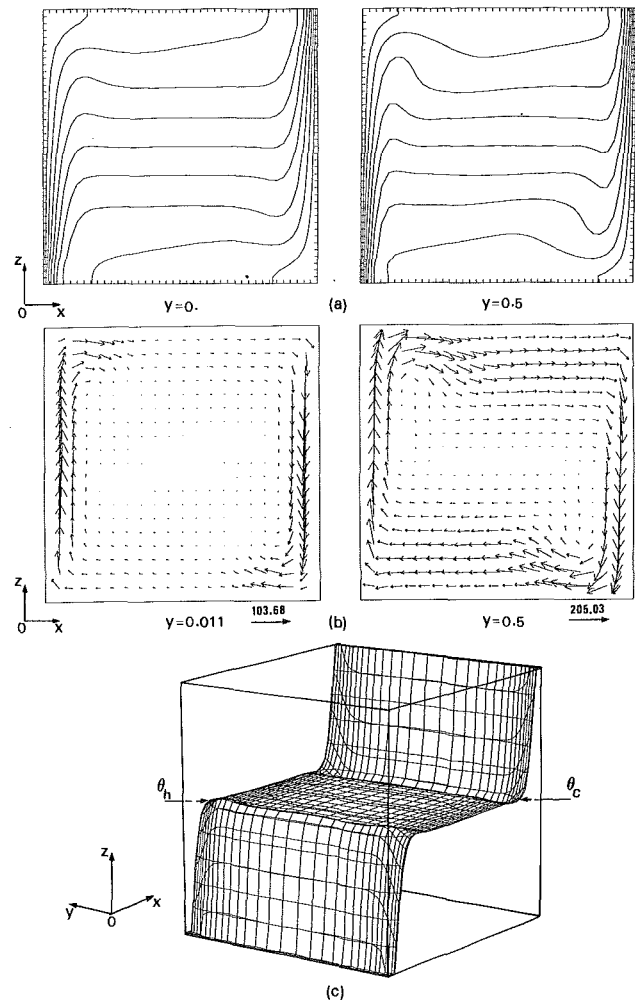 z
0 x
y=0. (a) y=0.5
z
0 x
y=0.011 103.68 (b) y=0.5 205.03
θh θc
z
y 0 x
(c)